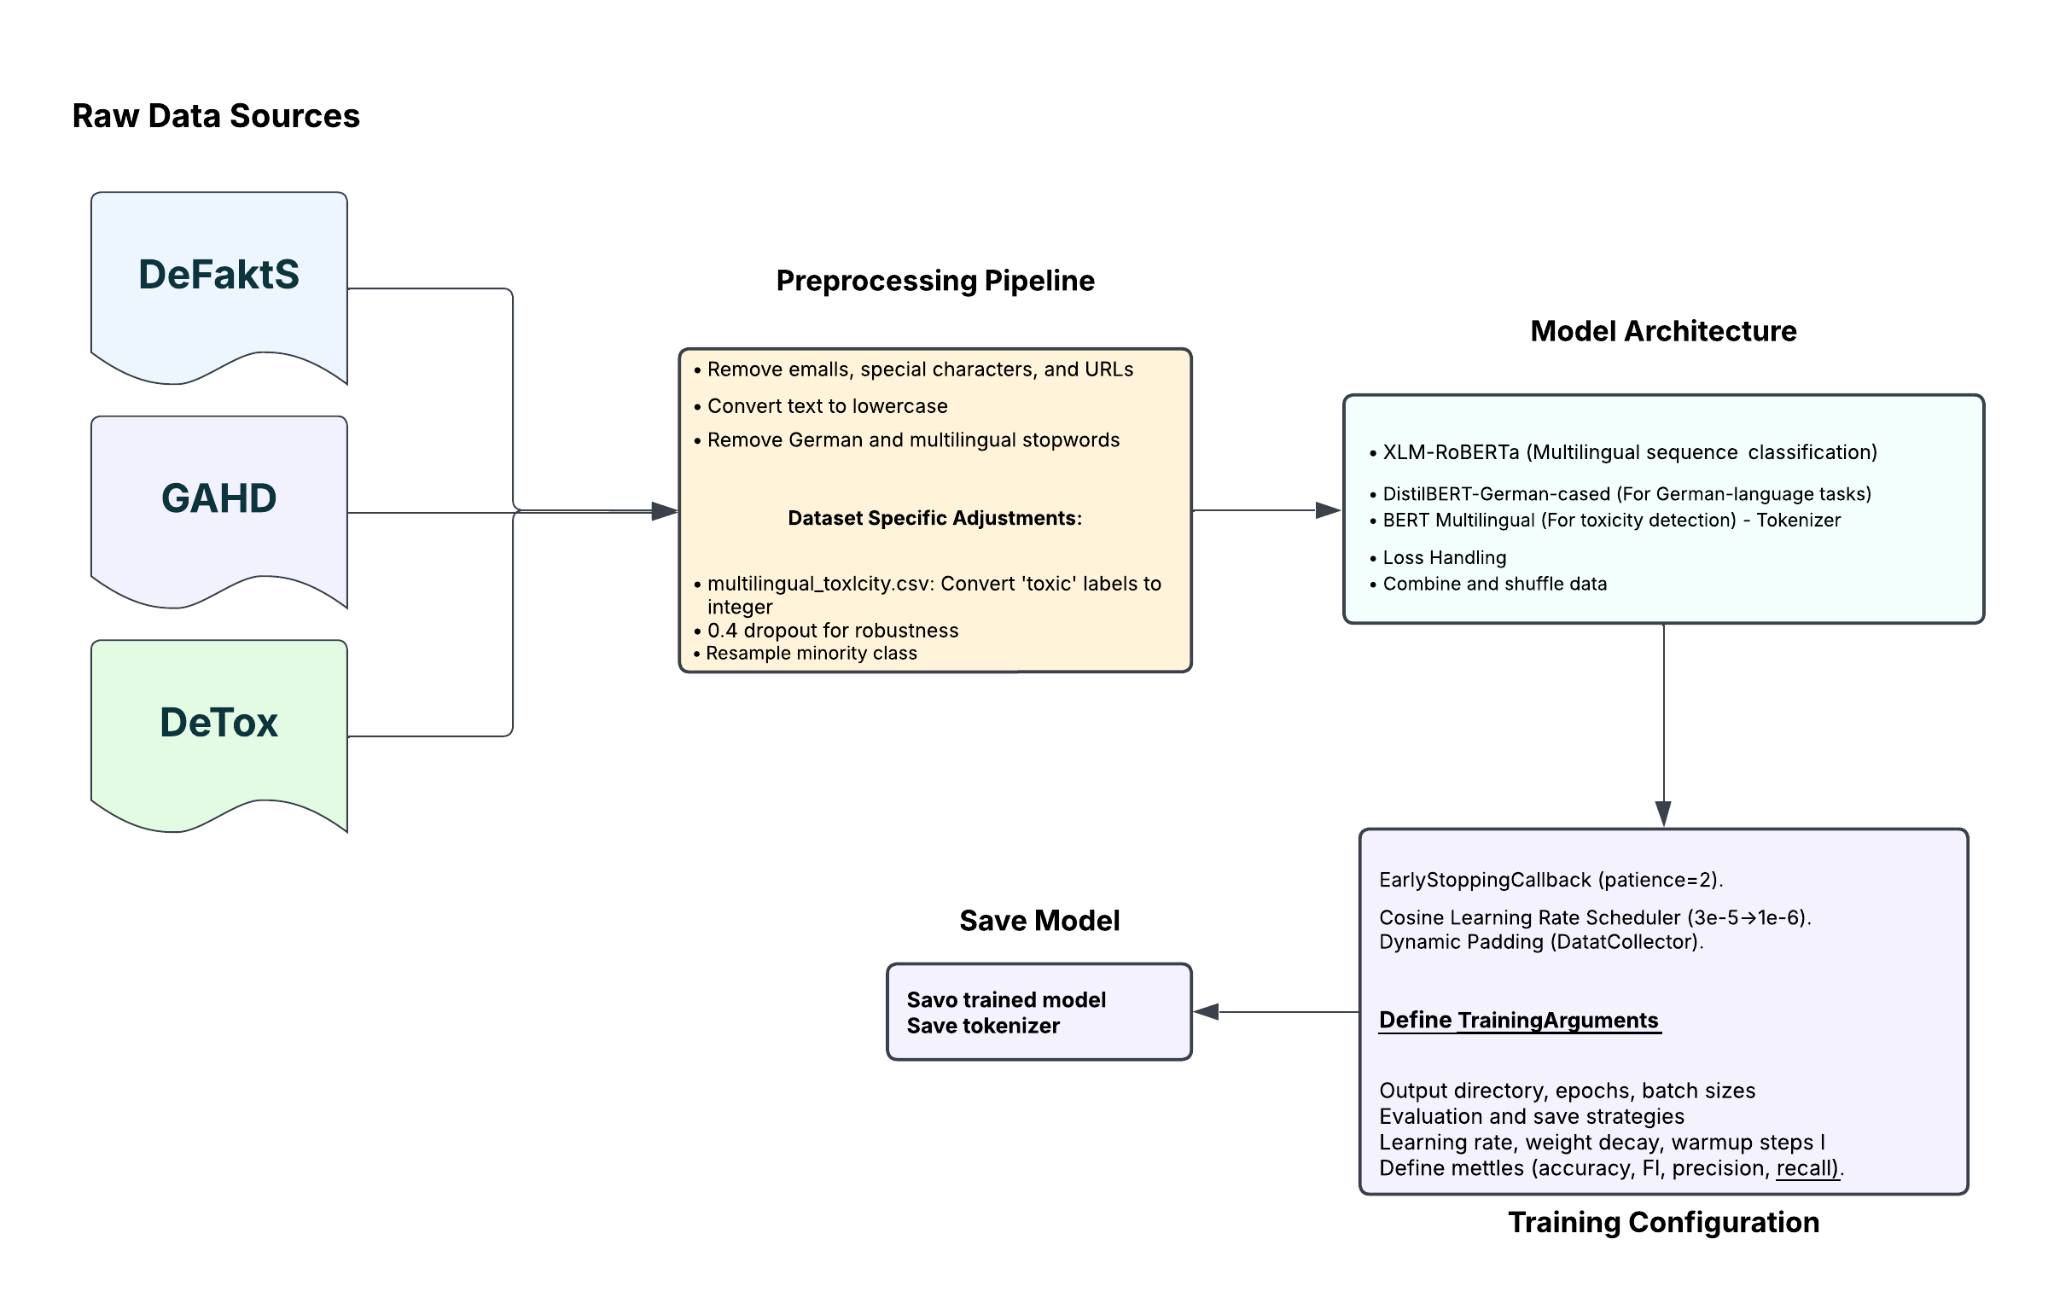 Raw Data Sources
DeFaktS
GAHD
DeTox
Preprocessing Pipeline
• Remove emalls, special characters, and URLs
• Convert text to lowercase
• Remove German and multilingual stopwords
Dataset Specific Adjustments:
• multilingual_toxIcity.csv: Convert 'toxic' labels to
integer
• 0.4 dropout for robustness
• Resample minority class
Model Architecture
• XLM-RoBERTa (Multilingual sequence classification)
• DistilBERT-German-cased (For German-language tasks)
• BERT Multilingual (For toxicity detection) - Tokenizer
• Loss Handling
• Combine and shuffle data
EarlyStoppingCallback (patience=2).
Cosine Learning Rate Scheduler (3e-5→1e-6).
Dynamic Padding (DatatCollector).
Define TrainingArguments
Output directory, epochs, batch sizes
Evaluation and save strategies
Learning rate, weight decay, warmup steps I
Define mettles (accuracy, FI, precision, recall).
Training Configuration
Save Model
Savo trained model
Save tokenizer